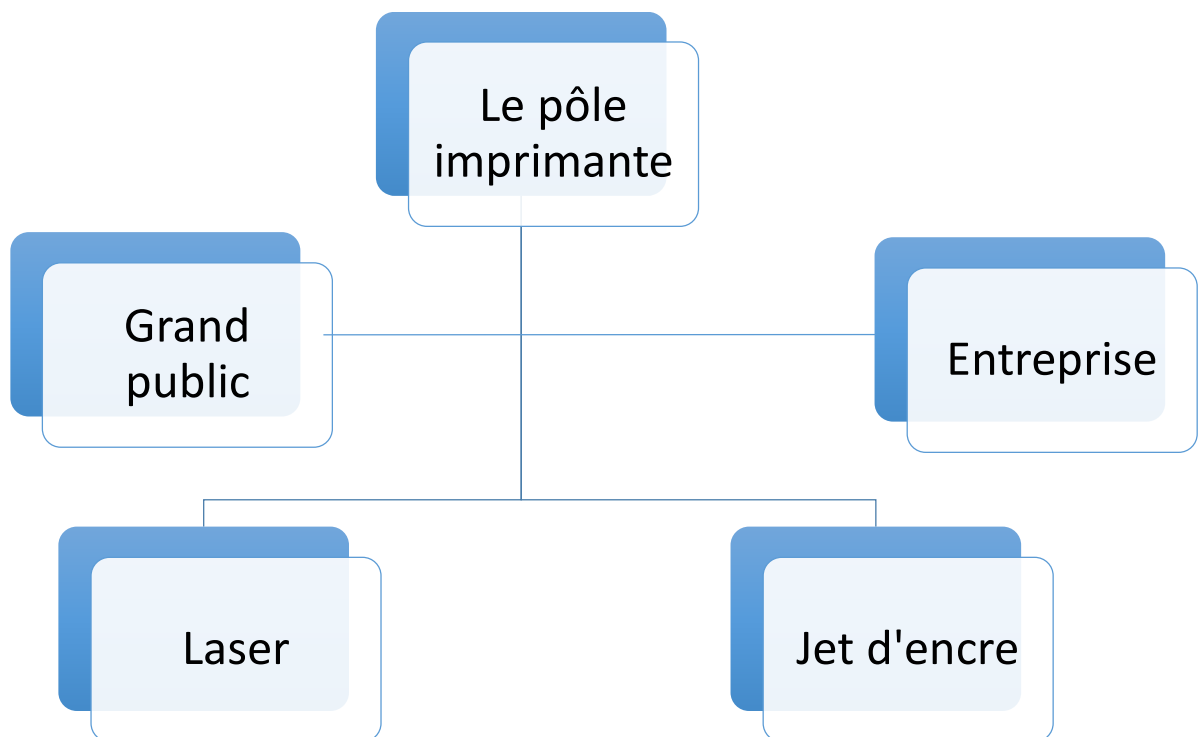 Le pôle
imprimante
Grand
public
Entreprise
Laser
Jet d'encre